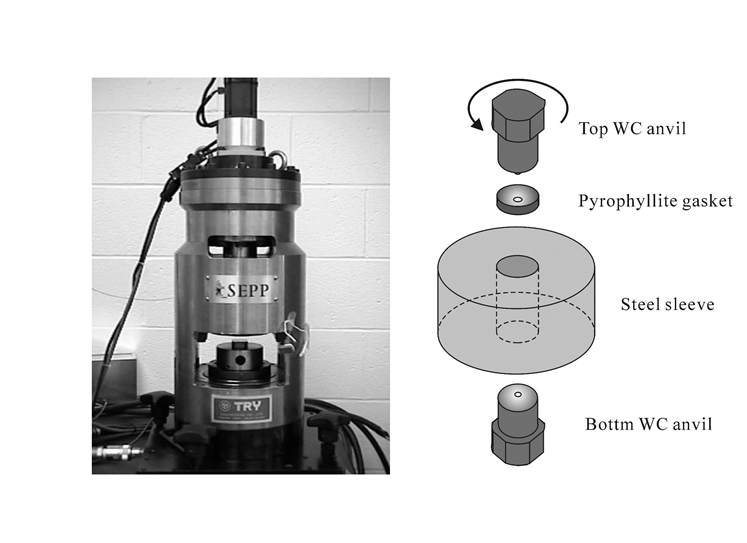 SEPP
TRY
Top WC anvil
Pyrophyllite gasket
Steel sleeve
Bottm WC anvil